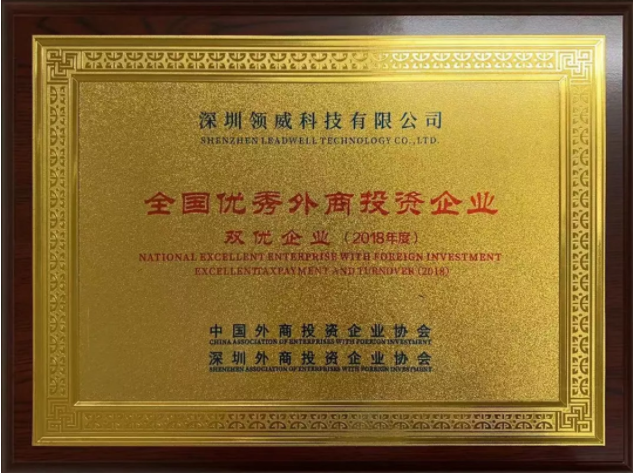 深圳领威科技有限公司
SHENZHEN LEADWELL TECHNOLOGY CO., LTD.
全国优秀外商投资企业
双优企业（2018年度）
NATIONAL EXCELLENT ENTERPRISE WITH FOREIGN INVESTMENT
EXCELLENT TAXPAYMENT AND TURNOVER (2018)
中国外商投资企业协会
CHINA ASSOCIATION OF ENTERPRISES WITH FOREIGN INVESTMENT
深圳外商投资企业协会
SHENZHEN ASSOCIATION OF ENTERPRISES WITH FOREIGN INVESTMENT